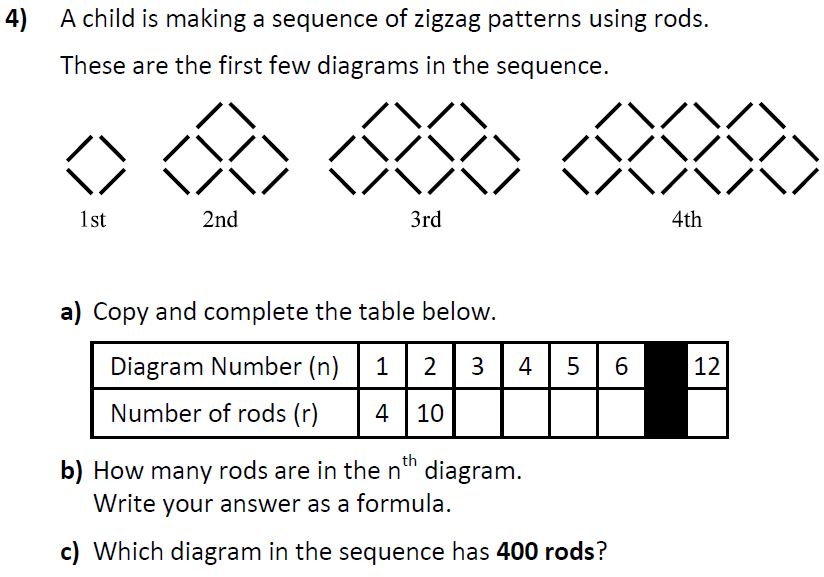 4) A child is making a sequence of zigzag patterns using rods.
These are the first few diagrams in the sequence.
1st 2nd 3rd 4th
a) Copy and complete the table below.
Diagram Number (n) 1 2 3 4 5 6 12
Number of rods (r) 4 10
b) How many rods are in the nᵗʰ diagram.
Write your answer as a formula.
c) Which diagram in the sequence has 400 rods?